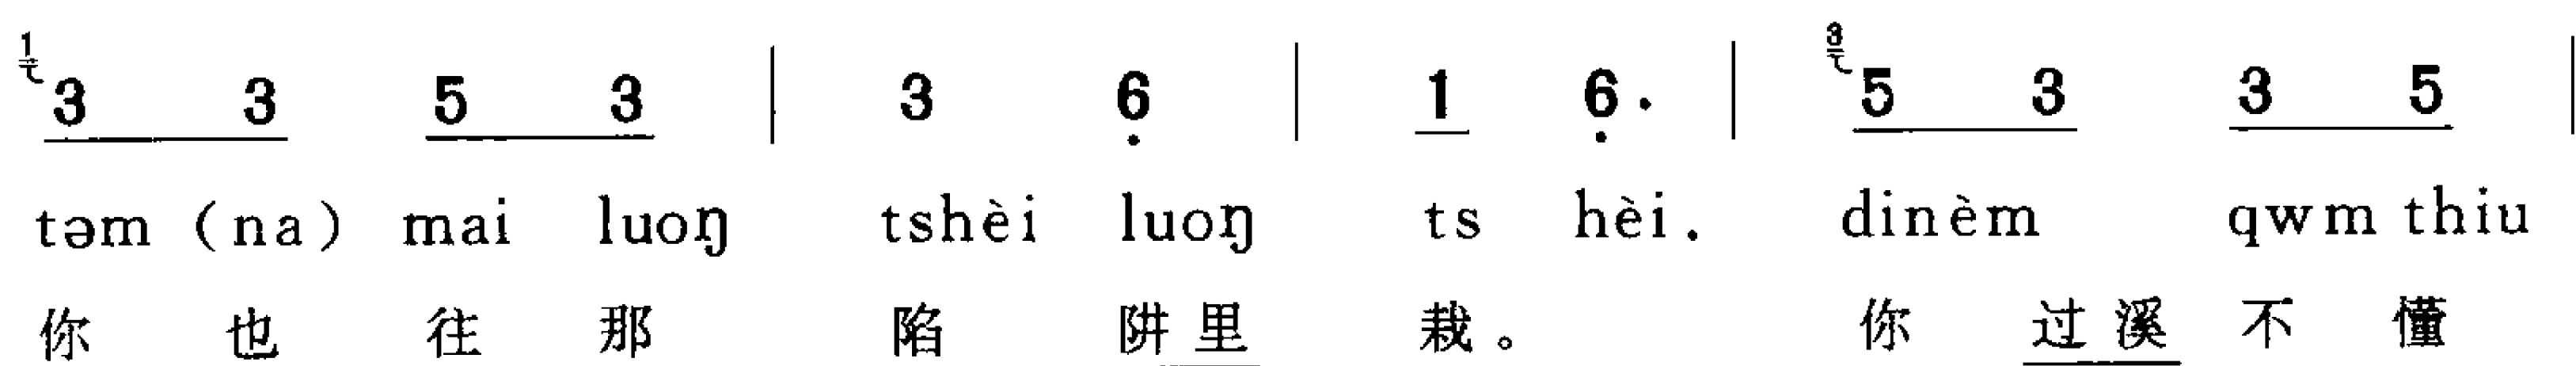 1 3 3 5 3 | 3 6 | 1 6. | 3 5 3 3 5 |
təm (na) mai luoŋ tshèi luoŋ ts hèi. dinèm qwm thiu
你 也 往 那 陷 阱里 栽。 你 过溪 不 懂